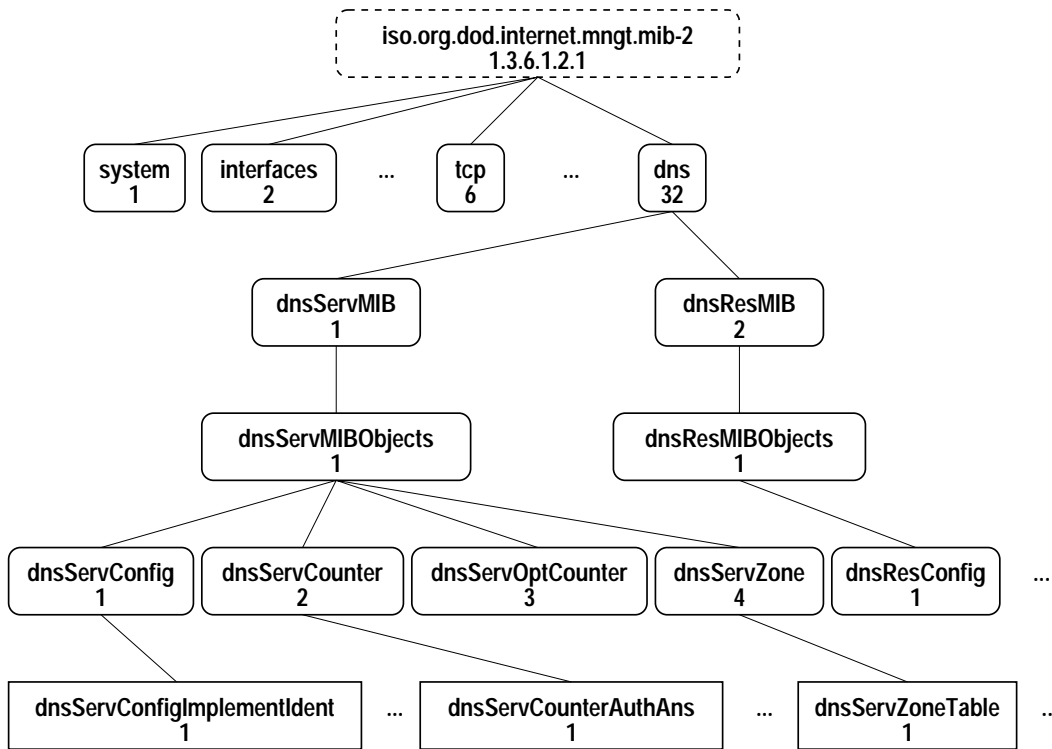 iso.org.dod.internet.mngt.mib-2
1.3.6.1.2.1
system interfaces ... tcp ... dns
1 2 6 32
dnsServMIB dnsResMIB
1 2
dnsServMIBObjects dnsResMIBObjects
1 1
dnsServConfig dnsServCounter dnsServOptCounter dnsServZone dnsResConfig ...
1 2 3 4 1
dnsServConfigImplementIdent ... dnsServCounterAuthAns ... dnsServZoneTable ..
1 1 1